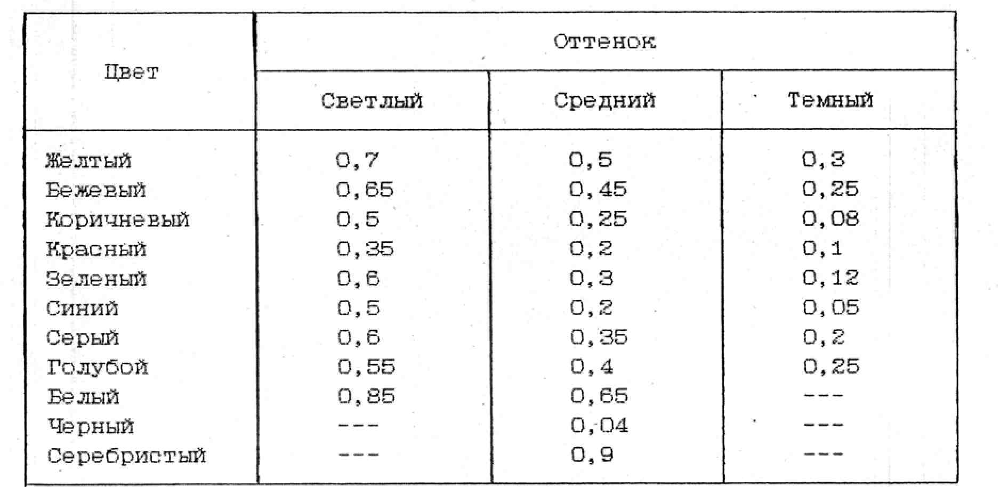 Оттенок
Цвет
Светлый Средний Темный
Желтый 0,7 0,5 0,3
Бежевый 0,65 0,45 0,25
Коричневый 0,5 0,25 0,08
Красный 0,35 0,2 0,1
Зеленый 0,6 0,3 0,12
Синий 0,5 0,2 0,05
Серый 0,6 0,35 0,2
Голубой 0,55 0,4 0,25
Белый 0,85 0,65 ---
Черный --- 0,04 ---
Серебристый --- 0,9 ---